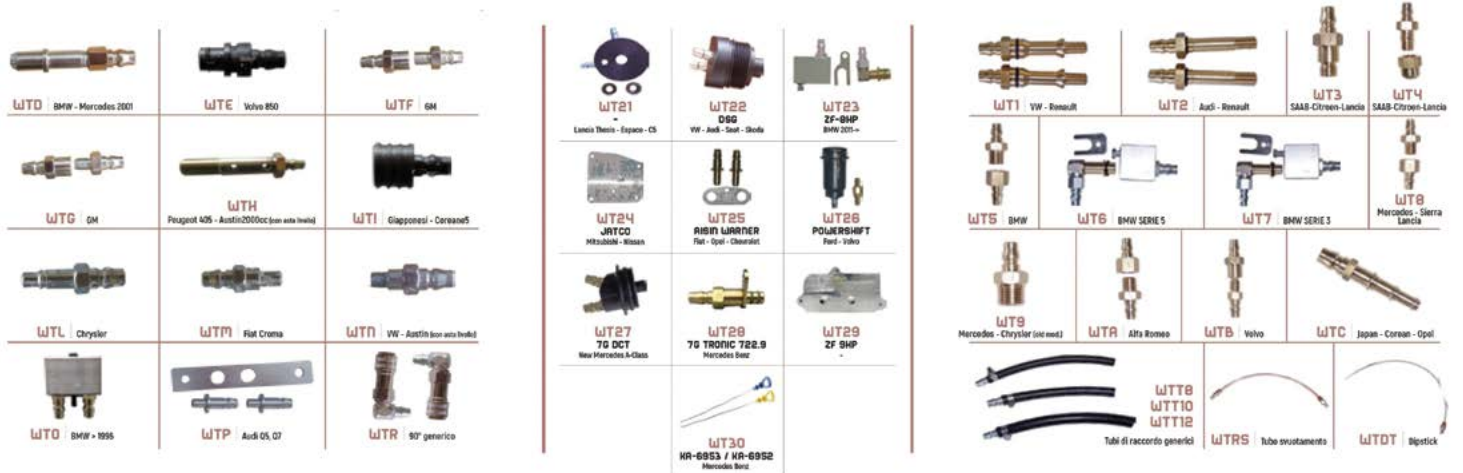 WTD BMW - Mercedes 2001
WTE Volvo 850
WTF GM
WTG GM
WTH
Peugeot 405 - Austin2000cc (con asta livello)
WTI Giapponesi - Coreane5
WTL Chrysler
WTM Fiat Croma
WTN VW - Austin (con asta livello)
WTO BMW > 1996
WTP Audi Q5, Q7
WTR 90° generico
WT21
-
Lancia Thesis - Espace - C5
WT22
DSG
VW - Audi - Seat - Skoda
WT23
ZF-8HP
BMW 2011->
WT24
JATCO
Mitsubishi - Nissan
WT25
AISIN WARNER
Fiat - Opel - Chevrolet
WT26
POWERSHIFT
Ford - Volvo
WT27
7G DCT
New Mercedes A-Class
WT28
7G TRONIC 722.9
Mercedes Benz
WT29
ZF 9HP
-
WT30
KA-6953 / KA-6952
Mercedes Benz
WT1 VW - Renault
WT2 Audi - Renault
WT3
SAAB-Citroen-Lancia
WT4
SAAB-Citroen-Lancia
WT5 BMW
WT6 BMW SERIE 5
WT7 BMW SERIE 3
WT8
Mercedes - Sierra
Lancia
WT9
Mercedes - Chrysler (old mod.)
WTA Alfa Romeo
WTB Volvo
WTC Japan - Corean - Opel
WTT8
WTT10
WTT12
Tubi di raccordo generici
WTRS Tubo svuotamento
WTDT Dipstick